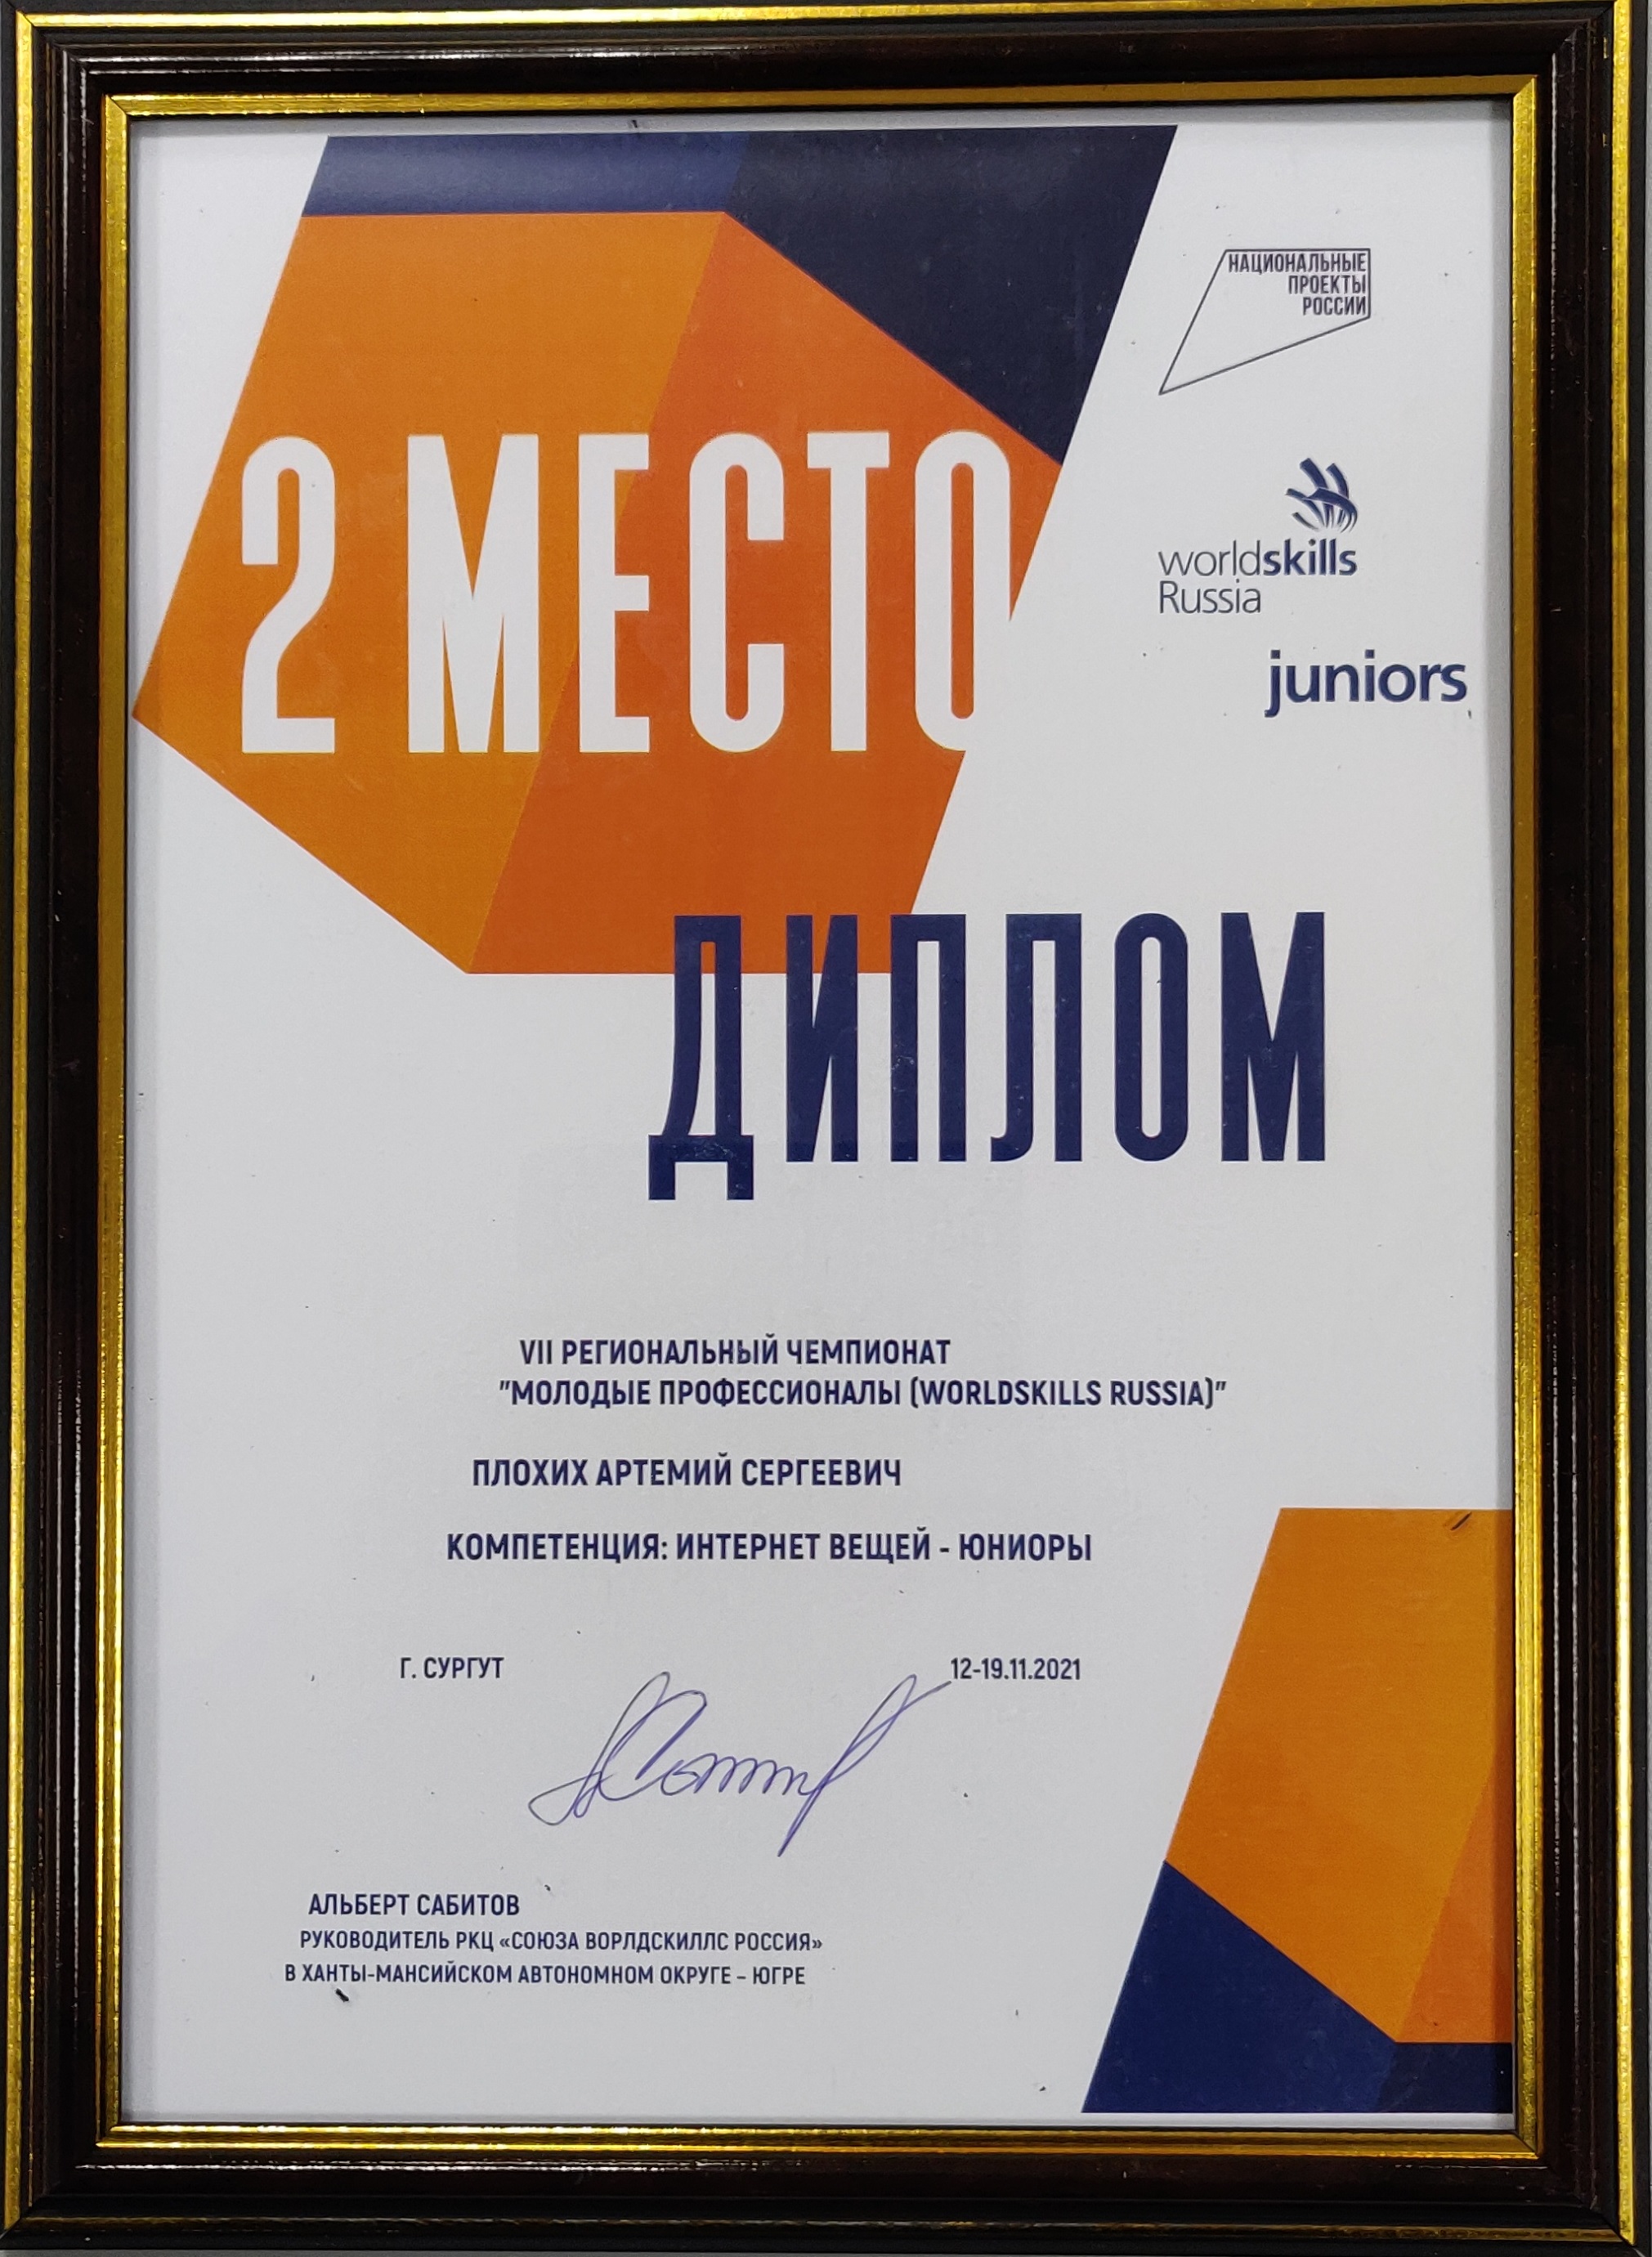 НАЦИОНАЛЬНЫЕ
ПРОЕКТЫ
РОССИИ
2 МЕСТО
worldskills
Russia
juniors
ДИПЛОМ
VII РЕГИОНАЛЬНЫЙ ЧЕМПИОНАТ
"МОЛОДЫЕ ПРОФЕССИОНАЛЫ (WORLDSKILLS RUSSIA)"
ПЛОХИХ АРТЕМИЙ СЕРГЕЕВИЧ
КОМПЕТЕНЦИЯ: ИНТЕРНЕТ ВЕЩЕЙ - ЮНИОРЫ
Г. СУРГУТ 12-19.11.2021
АЛЬБЕРТ САБИТОВ
РУКОВОДИТЕЛЬ РКЦ «СОЮЗА ВОРЛДСКИЛЛС РОССИЯ»
В ХАНТЫ-МАНСИЙСКОМ АВТОНОМНОМ ОКРУГЕ – ЮГРЕ